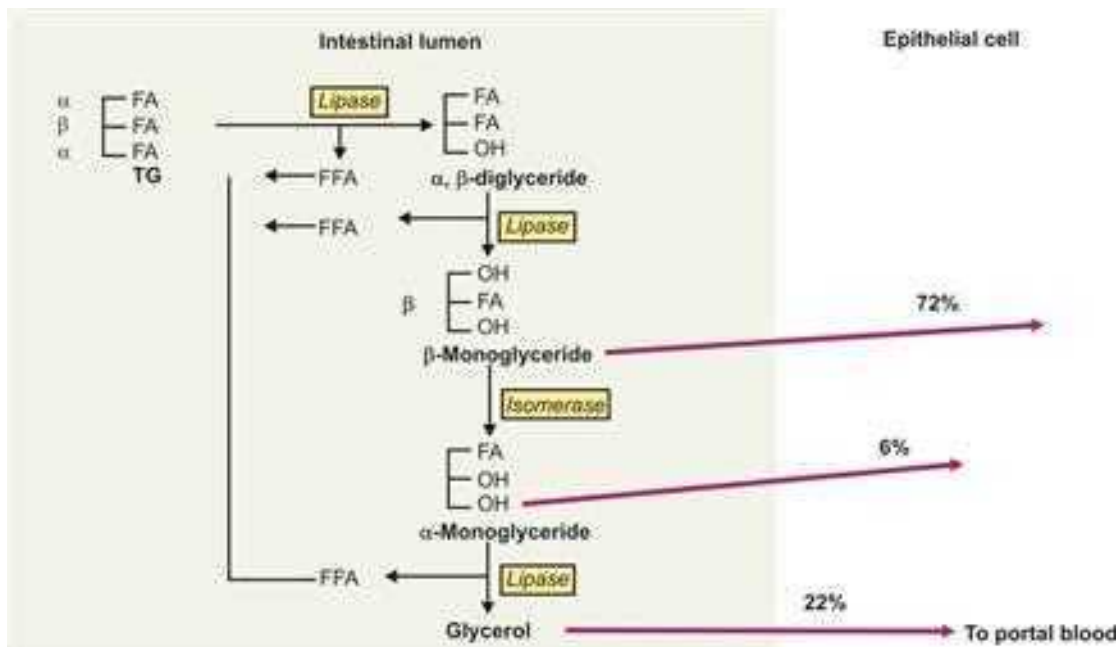 Intestinal lumen
Epithelial cell
α FA
β FA
α FA
TG
Lipase
FA
FA
OH
FFA
α, β-diglyceride
FFA
Lipase
OH
β FA
OH
72%
β-Monoglyceride
Isomerase
6%
FA
OH
OH
α-Monoglyceride
FFA
Lipase
22%
Glycerol
To portal blood